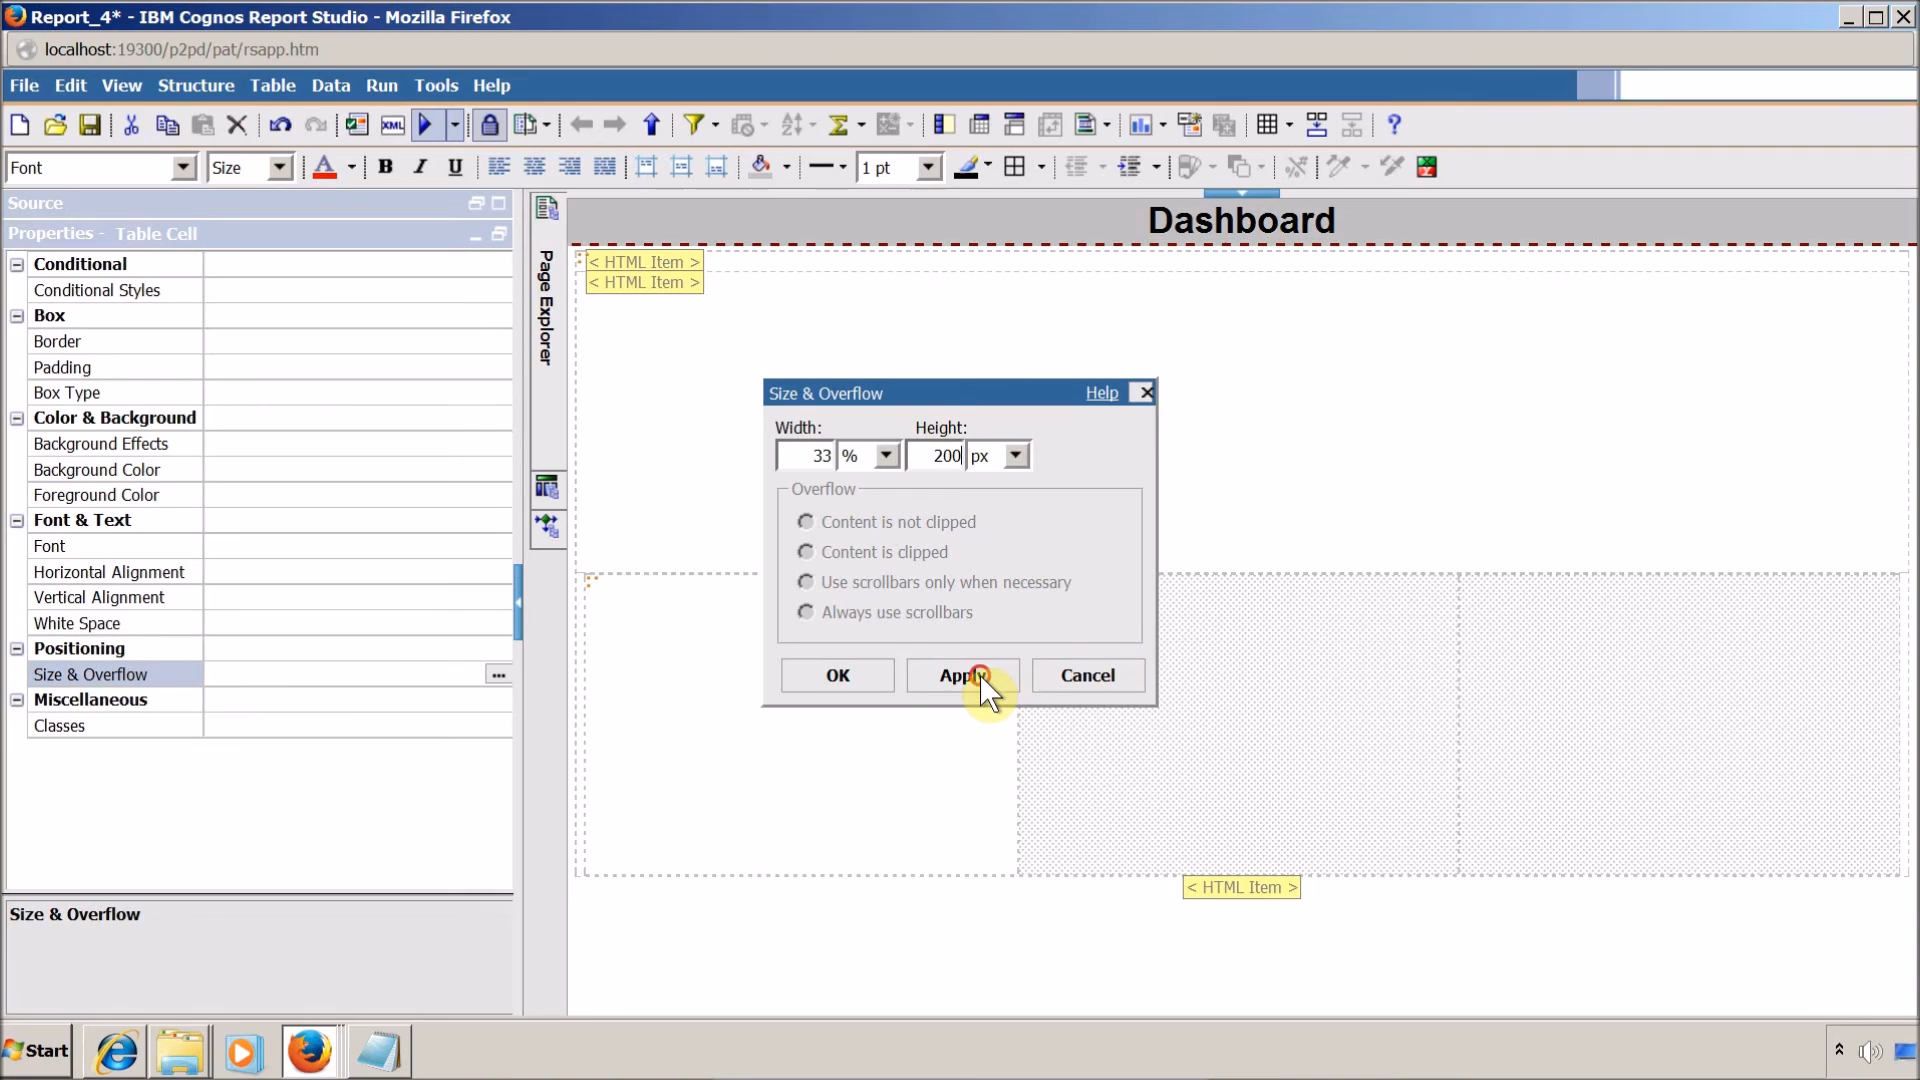 Report_4* - IBM Cognos Report Studio - Mozilla Firefox
localhost:19300/p2pd/pat/rsapp.htm
File Edit View Structure Table Data Run Tools Help
XML
Font Size A B I U 1 pt
Source
Properties - Table Cell
Conditional
Conditional Styles
Box
Border
Padding
Box Type
Color & Background
Background Effects
Background Color
Foreground Color
Font & Text
Font
Horizontal Alignment
Vertical Alignment
White Space
Positioning
Size & Overflow ...
Miscellaneous
Classes
Size & Overflow
Page Explorer
Dashboard
< HTML Item >
< HTML Item >
Size & Overflow Help
Width: Height:
33 % 200 px
Overflow
Content is not clipped
Content is clipped
Use scrollbars only when necessary
Always use scrollbars
OK Apply Cancel
< HTML Item >
Start